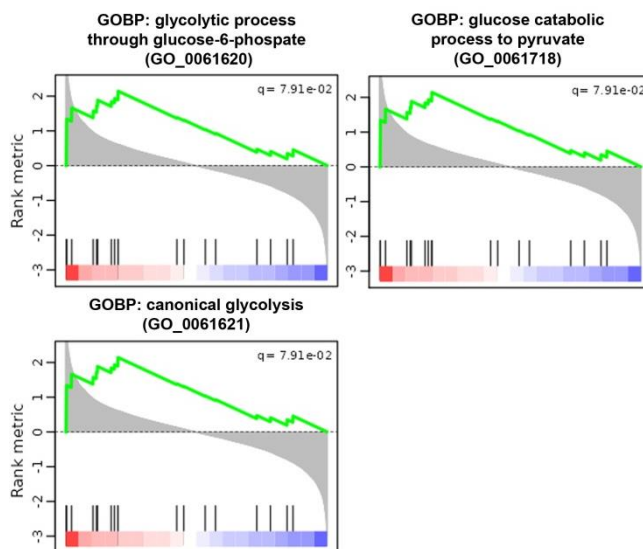 GOBP: glycolytic process
through glucose-6-phospate
(GO_0061620)
q= 7.91e-02
Rank metric
2
1
0
-1
-2
-3
GOBP: glucose catabolic
process to pyruvate
(GO_0061718)
q= 7.91e-02
Rank metric
2
1
0
-1
-2
-3
GOBP: canonical glycolysis
(GO_0061621)
q= 7.91e-02
Rank metric
2
1
0
-1
-2
-3